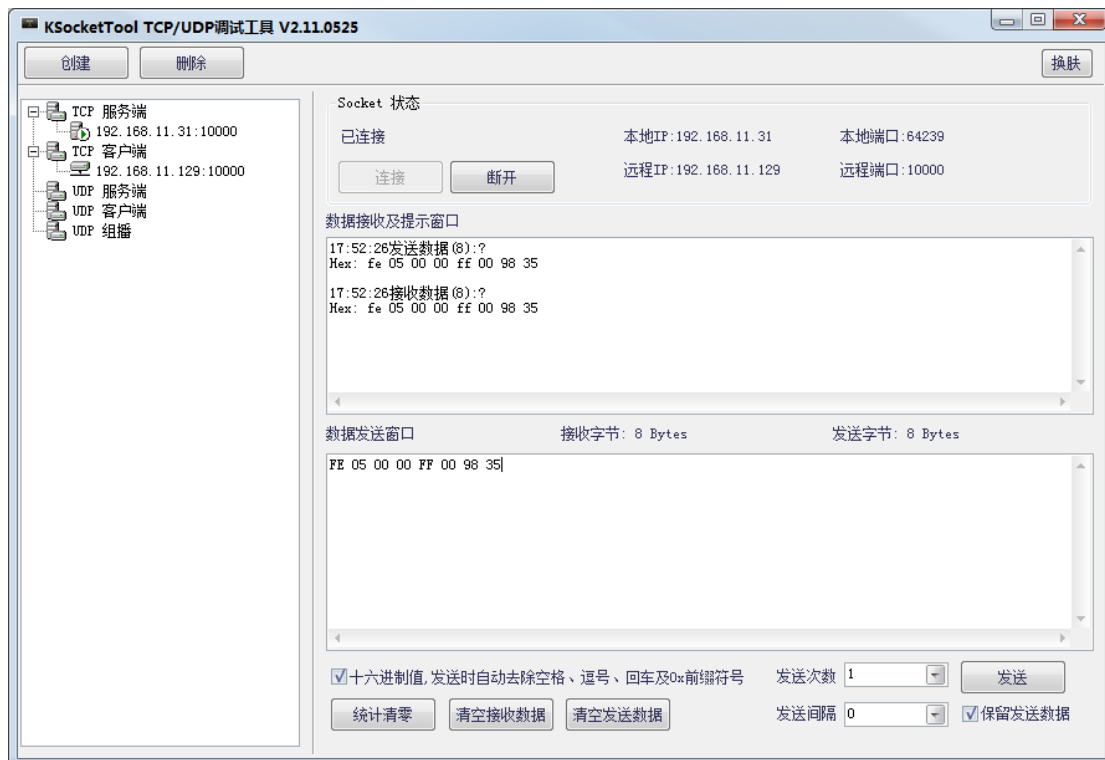 KSocketTool TCP/UDP调试工具 V2.11.0525
创建 删除 换肤
TCP 服务端
192.168.11.31:10000
TCP 客户端
192.168.11.129:10000
UDP 服务端
UDP 客户端
UDP 组播
Socket 状态
已连接 本地IP:192.168.11.31 本地端口:64239
连接 断开 远程IP:192.168.11.129 远程端口:10000
数据接收及提示窗口
17:52:26发送数据(8):?
Hex: fe 05 00 00 ff 00 98 35
17:52:26接收数据(8):?
Hex: fe 05 00 00 ff 00 98 35
数据发送窗口 接收字节: 8 Bytes 发送字节: 8 Bytes
FE 05 00 00 FF 00 98 35
十六进制值,发送时自动去除空格、逗号、回车及0x前缀符号 发送次数 1 发送
统计清零 清空接收数据 清空发送数据 发送间隔 0 保留发送数据